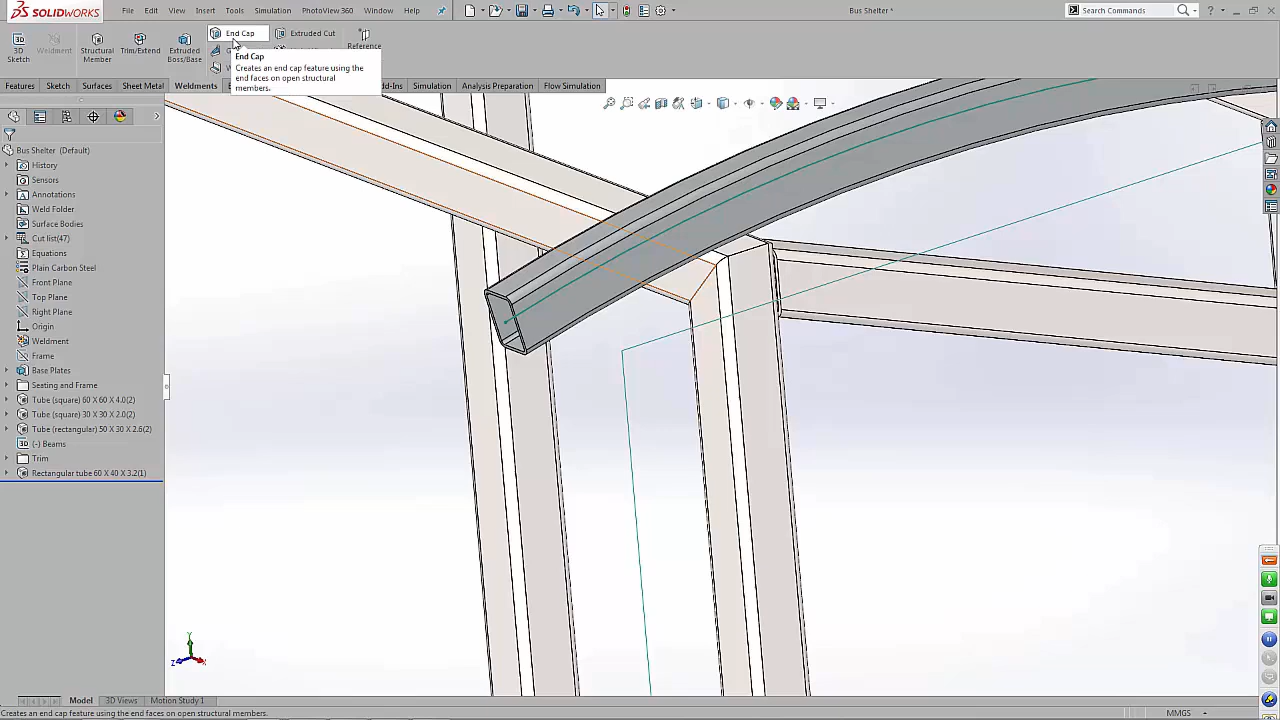 SOLIDWORKS
File Edit View Insert Tools Simulation PhotoView 360 Window Help
Bus Shelter *
Search Commands
3D Sketch
Weldment
Structural Member
Trim/Extend
Extruded Boss/Base
End Cap
Extruded Cut
Reference
End Cap
Creates an end cap feature using the
end faces on open structural
members.
Features Sketch Surfaces Sheet Metal Weldments dd-Ins Simulation Analysis Preparation Flow Simulation
Bus Shelter (Default)
History
Sensors
Annotations
Weld Folder
Surface Bodies
Cut list(47)
Equations
Plain Carbon Steel
Front Plane
Top Plane
Right Plane
Origin
Weldment
Frame
Base Plates
Seating and Frame
Tube (square) 60 X 60 X 4.0(2)
Tube (square) 30 X 30 X 2.0(2)
Tube (rectangular) 50 X 30 X 2.6(2)
(-) Beams
Trim
Rectangular tube 60 X 40 X 3.2(1)
Y
Z
X
Model 3D Views Motion Study 1
Creates an end cap feature using the end faces on open structural members.
MMGS